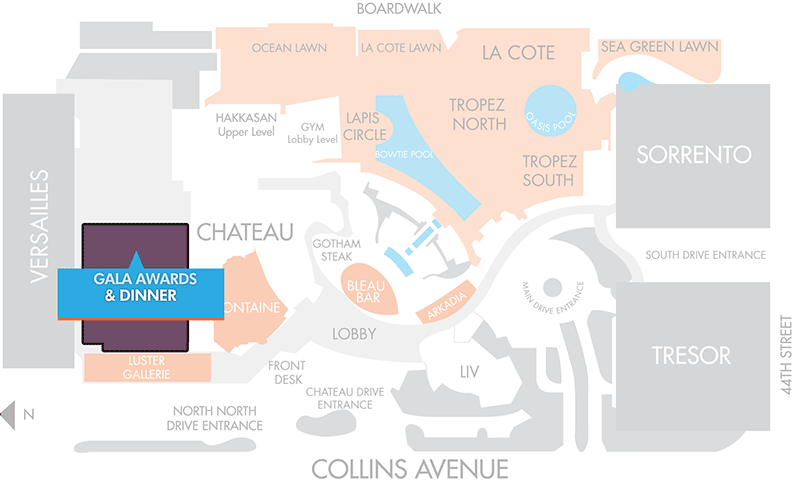 BOARDWALK
OCEAN LAWN
LA COTE LAWN
LA COTE
SEA GREEN LAWN
HAKKASAN
Upper Level
GYM
Lobby Level
LAPIS
CIRCLE
TROPEZ
NORTH
OASIS POOL
BOWTIE POOL
SORRENTO
TROPEZ
SOUTH
VERSAILLES
CHATEAU
GOTHAM
STEAK
SOUTH DRIVE ENTRANCE
GALA AWARDS
& DINNER
ONTAINE
BLEAU
BAR
ARKADIA
MAIN DRIVE ENTRANCE
LOBBY
TRESOR
44TH STREET
LUSTER
GALLERIE
FRONT
DESK
LIV
CHATEAU DRIVE
ENTRANCE
N
NORTH NORTH
DRIVE ENTRANCE
COLLINS AVENUE